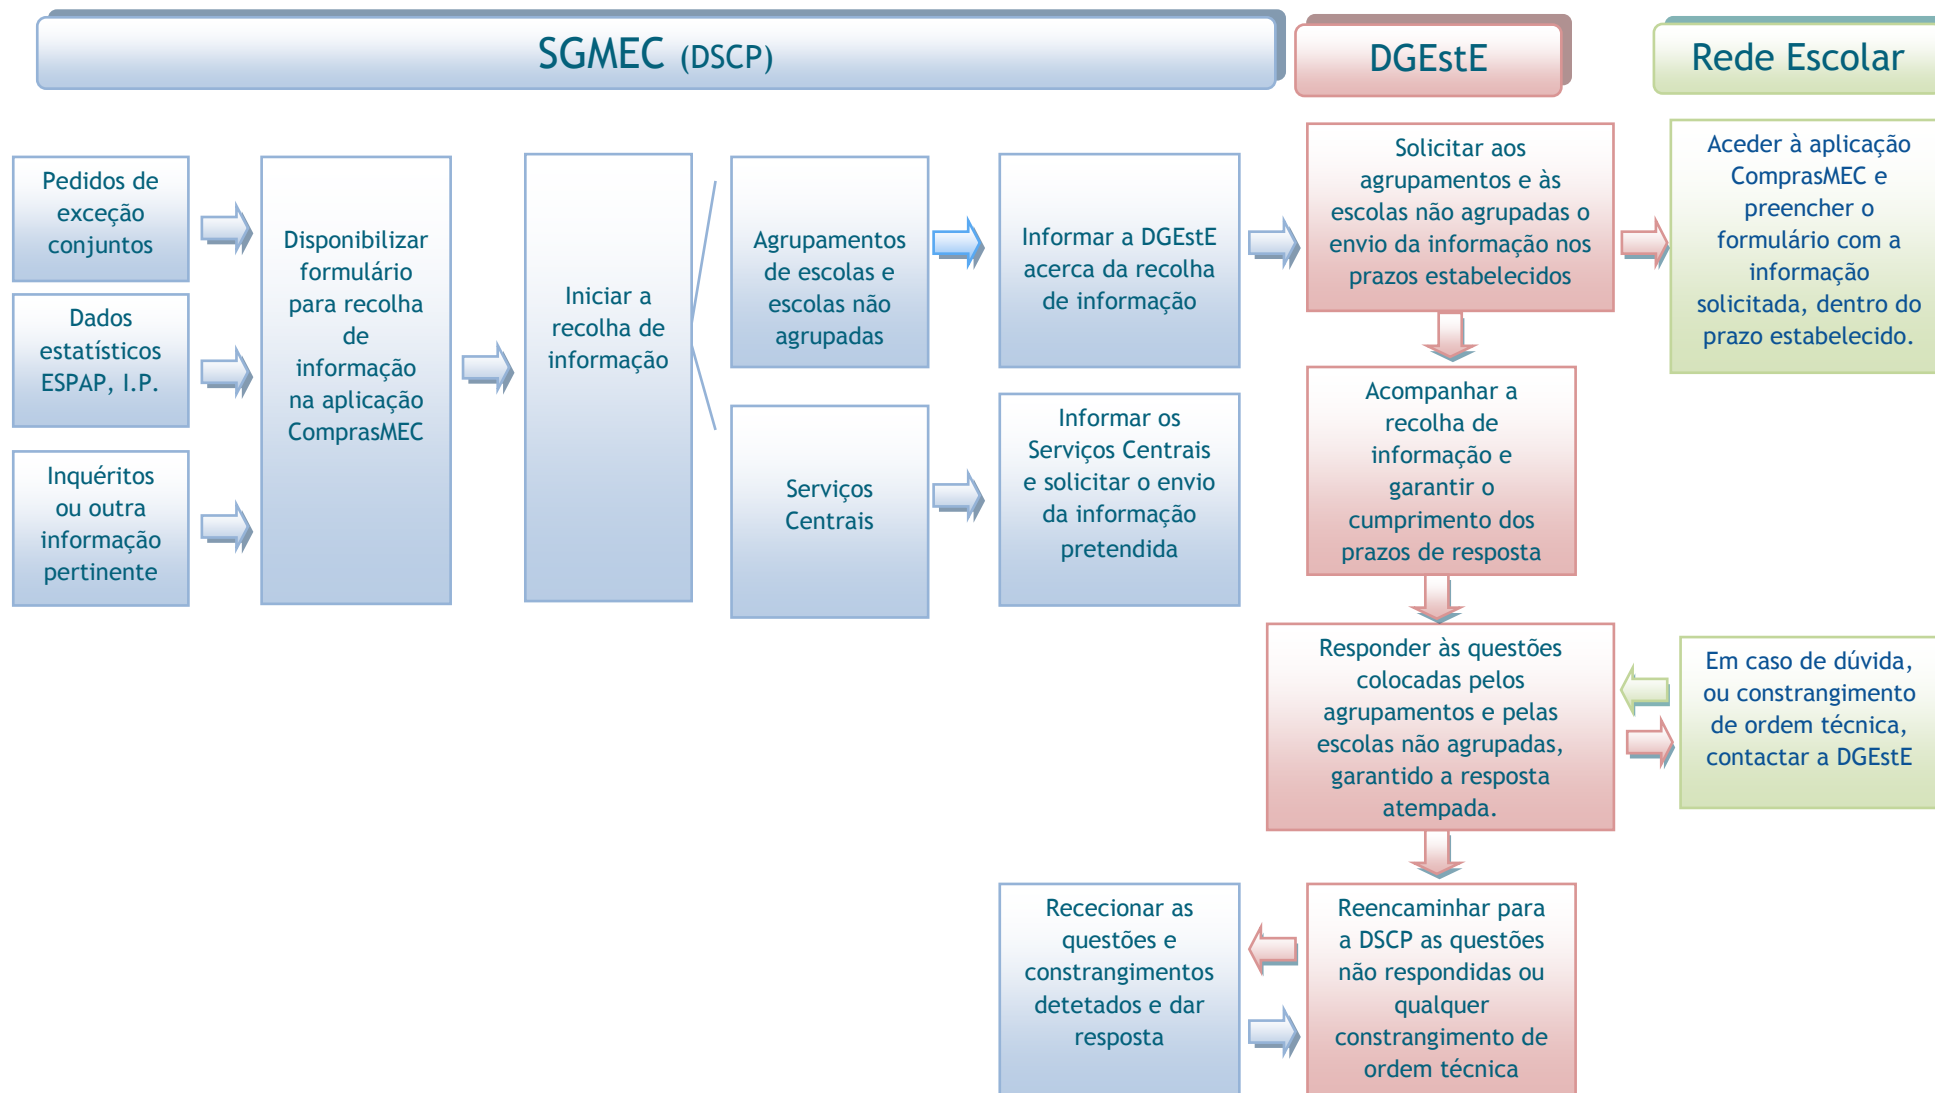 SGMEC (DSCP)
DGEstE
Rede Escolar
Pedidos de
exceção
conjuntos
Dados
estatísticos
ESPAP, I.P.
Inquéritos
ou outra
informação
pertinente
Disponibilizar
formulário
para recolha
de
informação
na aplicação
ComprasMEC
Iniciar a
recolha de
informação
Agrupamentos
de escolas e
escolas não
agrupadas
Serviços
Centrais
Informar a DGEstE
acerca da recolha
de informação
Informar os
Serviços Centrais
e solicitar o envio
da informação
pretendida
Solicitar aos
agrupamentos e às
escolas não agrupadas o
envio da informação nos
prazos estabelecidos
Aceder à aplicação
ComprasMEC e
preencher o
formulário com a
informação
solicitada, dentro do
prazo estabelecido.
Acompanhar a
recolha de
informação e
garantir o
cumprimento dos
prazos de resposta
Responder às questões
colocadas pelos
agrupamentos e pelas
escolas não agrupadas,
garantido a resposta
atempada.
Em caso de dúvida,
ou constrangimento
de ordem técnica,
contactar a DGEstE
Rececionar as
questões e
constrangimentos
detetados e dar
resposta
Reencaminhar para
a DSCP as questões
não respondidas ou
qualquer
constrangimento de
ordem técnica